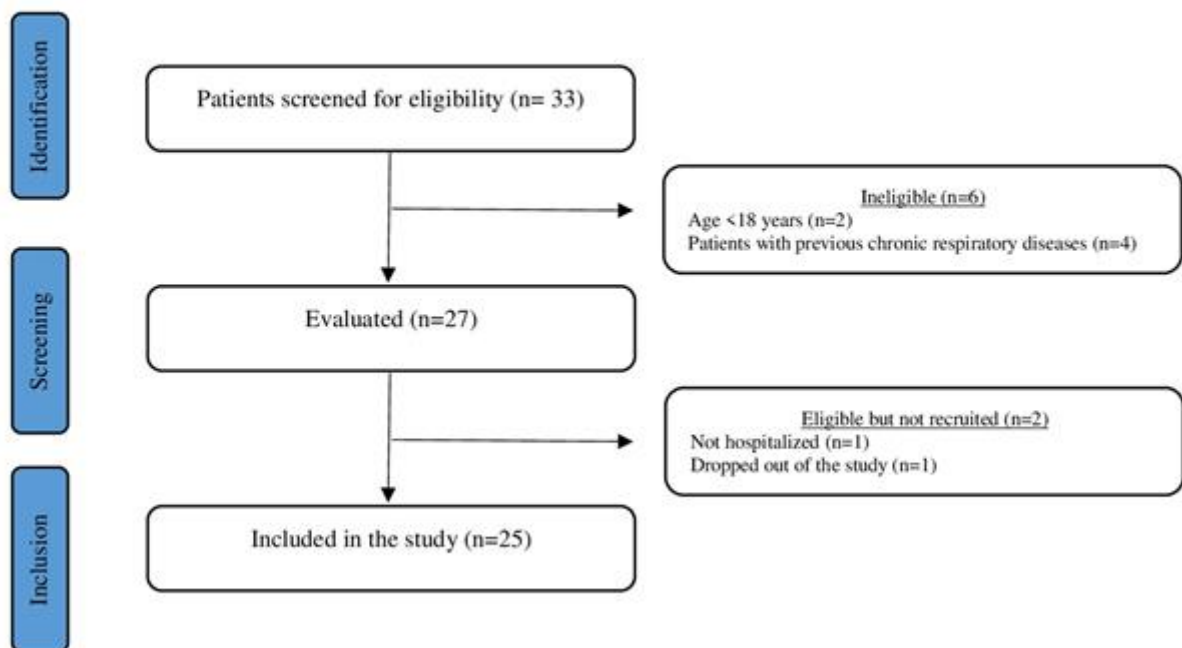 Identification
Patients screened for eligibility (n= 33)
Ineligible (n=6)
Age <18 years (n=2)
Patients with previous chronic respiratory diseases (n=4)
Screening
Evaluated (n=27)
Eligible but not recruited (n=2)
Not hospitalized (n=1)
Dropped out of the study (n=1)
Inclusion
Included in the study (n=25)